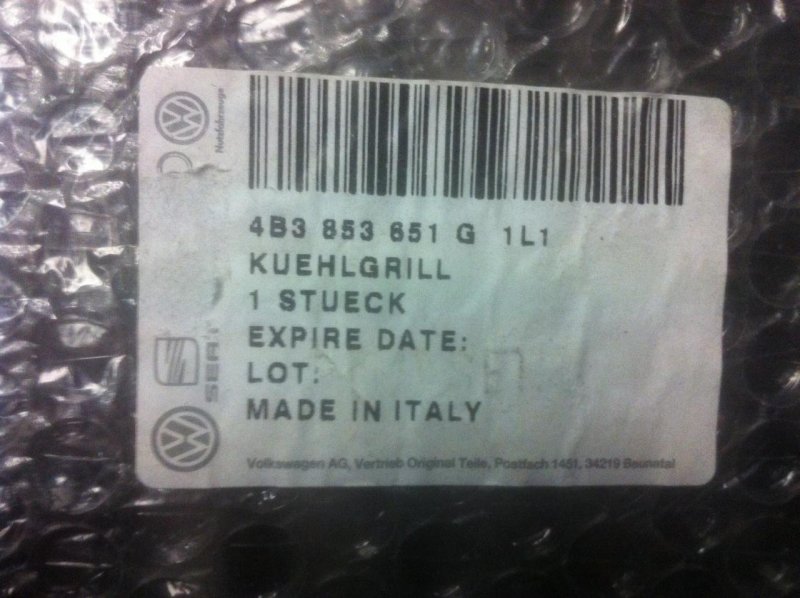 4B3 853 651 G 1L1
KUEHLGRILL
1 STUECK
EXPIRE DATE:
LOT:
MADE IN ITALY
Volkswagen AG, Vertrieb Original Teile, Postfach 1451, 34219 Baunatal
Nutzfahrzeuge
SEAT